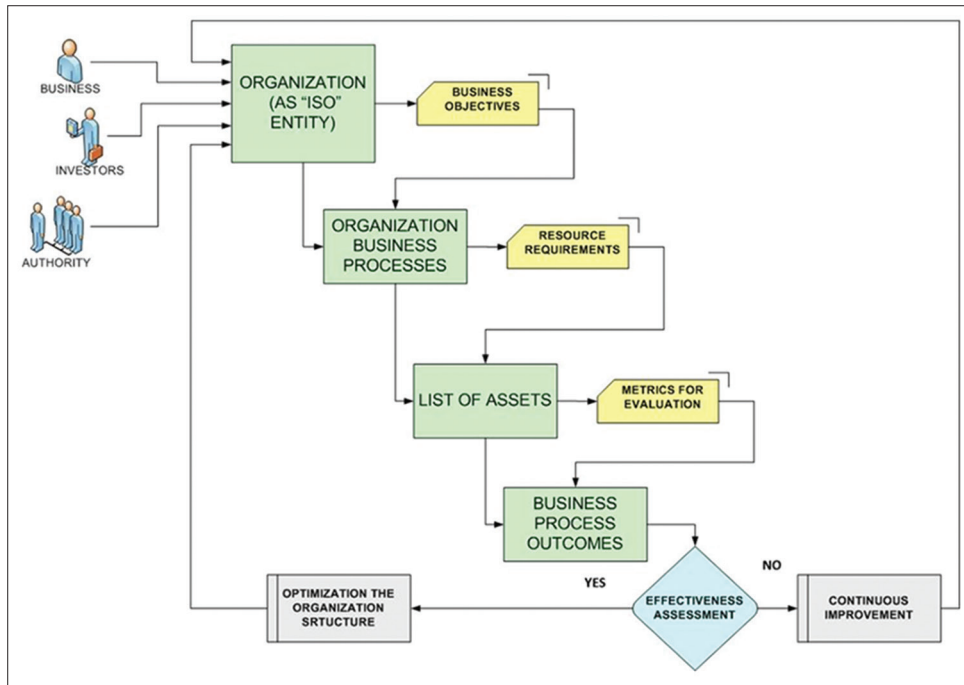 BUSINESS
INVESTORS
AUTHORITY
ORGANIZATION
(AS "ISO"
ENTITY)
BUSINESS
OBJECTIVES
ORGANIZATION
BUSINESS
PROCESSES
RESOURCE
REQUIREMENTS
LIST OF ASSETS
METRICS FOR
EVALUATION
BUSINESS
PROCESS
OUTCOMES
YES
NO
OPTIMIZATION THE
ORGANIZATION
SRTUCTURE
EFFECTIVENESS
ASSESSMENT
CONTINUOUS
IMPROVEMENT